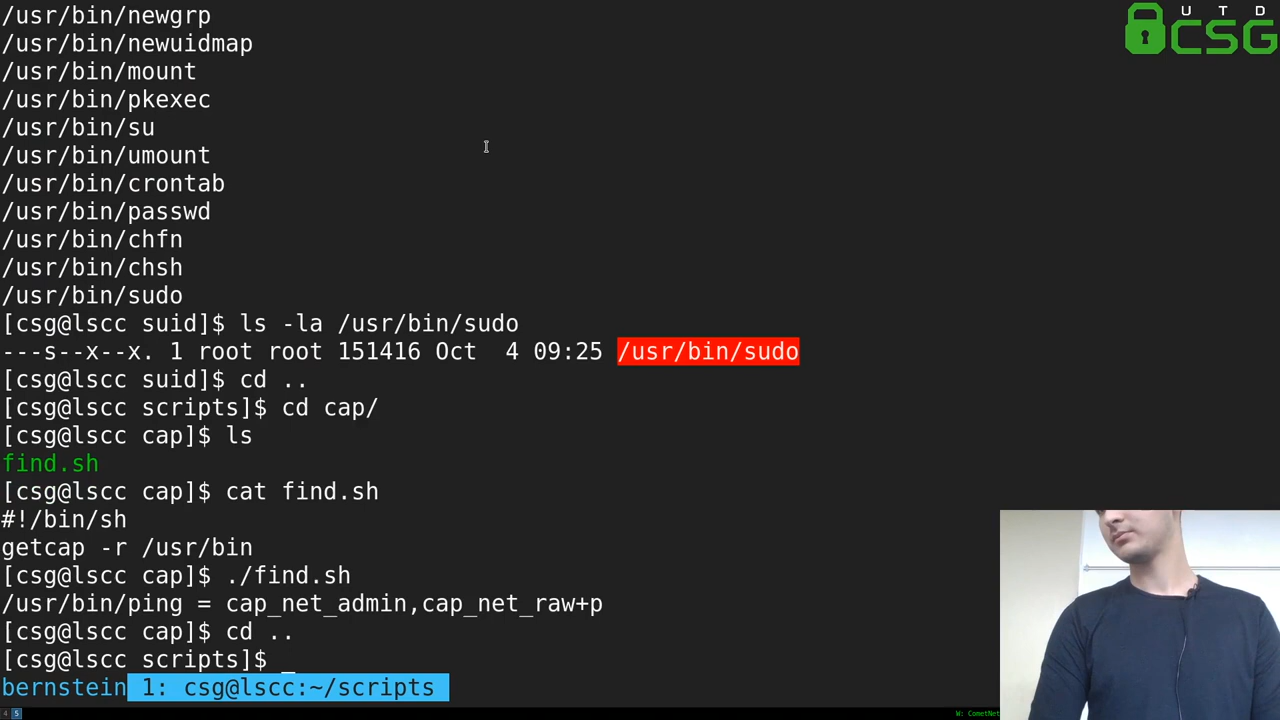 /usr/bin/newgrp
U T D
CSG
/usr/bin/newuidmap
/usr/bin/mount
/usr/bin/pkexec
/usr/bin/su
/usr/bin/umount
/usr/bin/crontab
/usr/bin/passwd
/usr/bin/chfn
/usr/bin/chsh
/usr/bin/sudo
[csg@lscc suid]$ ls -la /usr/bin/sudo
---s--x--x. 1 root root 151416 Oct  4 09:25 /usr/bin/sudo
[csg@lscc suid]$ cd ..
[csg@lscc scripts]$ cd cap/
[csg@lscc cap]$ ls
find.sh
[csg@lscc cap]$ cat find.sh
#!/bin/sh
getcap -r /usr/bin
[csg@lscc cap]$ ./find.sh
/usr/bin/ping = cap_net_admin,cap_net_raw+p
[csg@lscc cap]$ cd ..
[csg@lscc scripts]$ _
bernstein 1: csg@lscc:~/scripts
4 5 W: CometNet